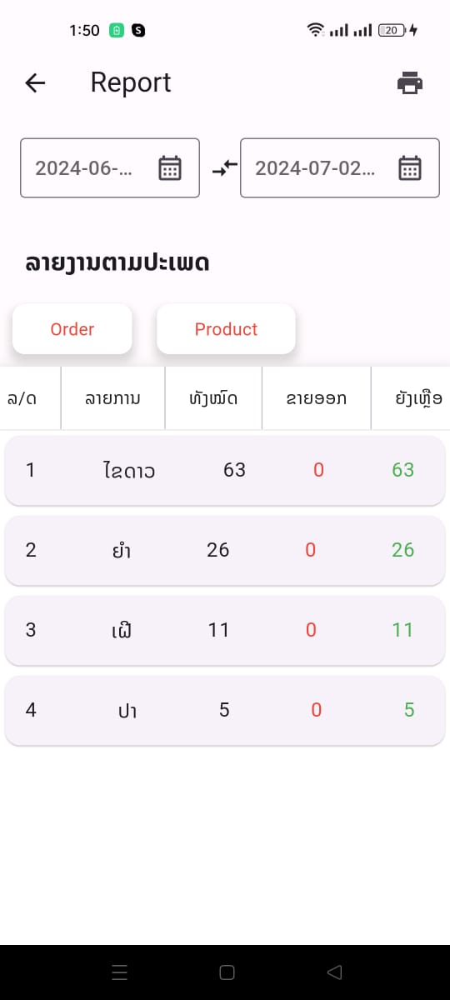 1:50 S 20
Report
2024-06-... 2024-07-02...
ລາຍງານຕາມປະເພດ
Order Product
ລ/ດ ລາຍການ ທັງໝົດ ຂາຍອອກ ຍັງເຫຼືອ
1 ໄຂດາວ 63 0 63
2 ຍຳ 26 0 26
3 ເຝີ 11 0 11
4 ປາ 5 0 5